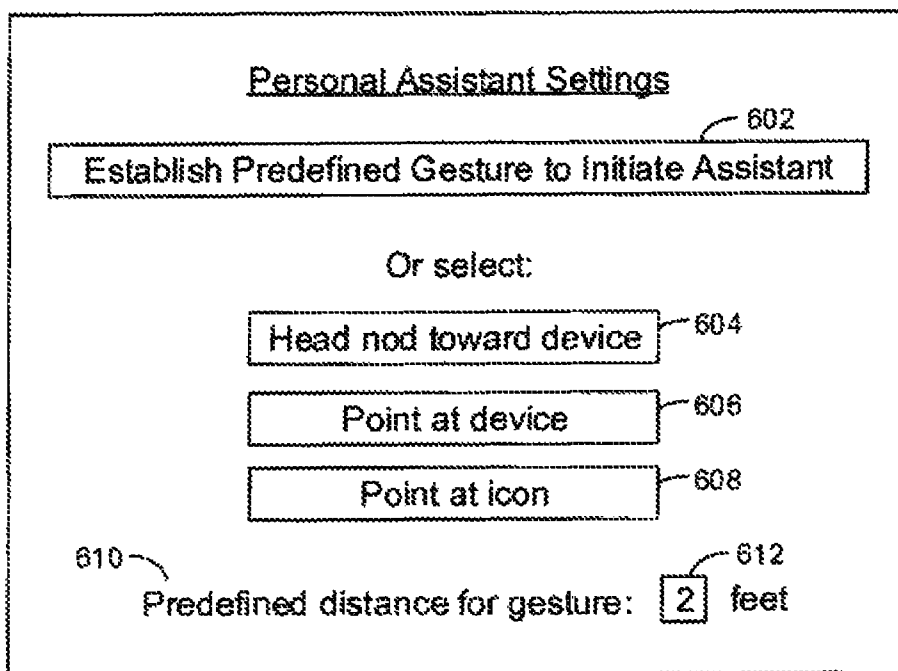 Personal Assistant Settings
602
Establish Predefined Gesture to Initiate Assistant
Or select:
Head nod toward device 604
Point at device 606
Point at icon 608
610 612
Predefined distance for gesture: 2 feet